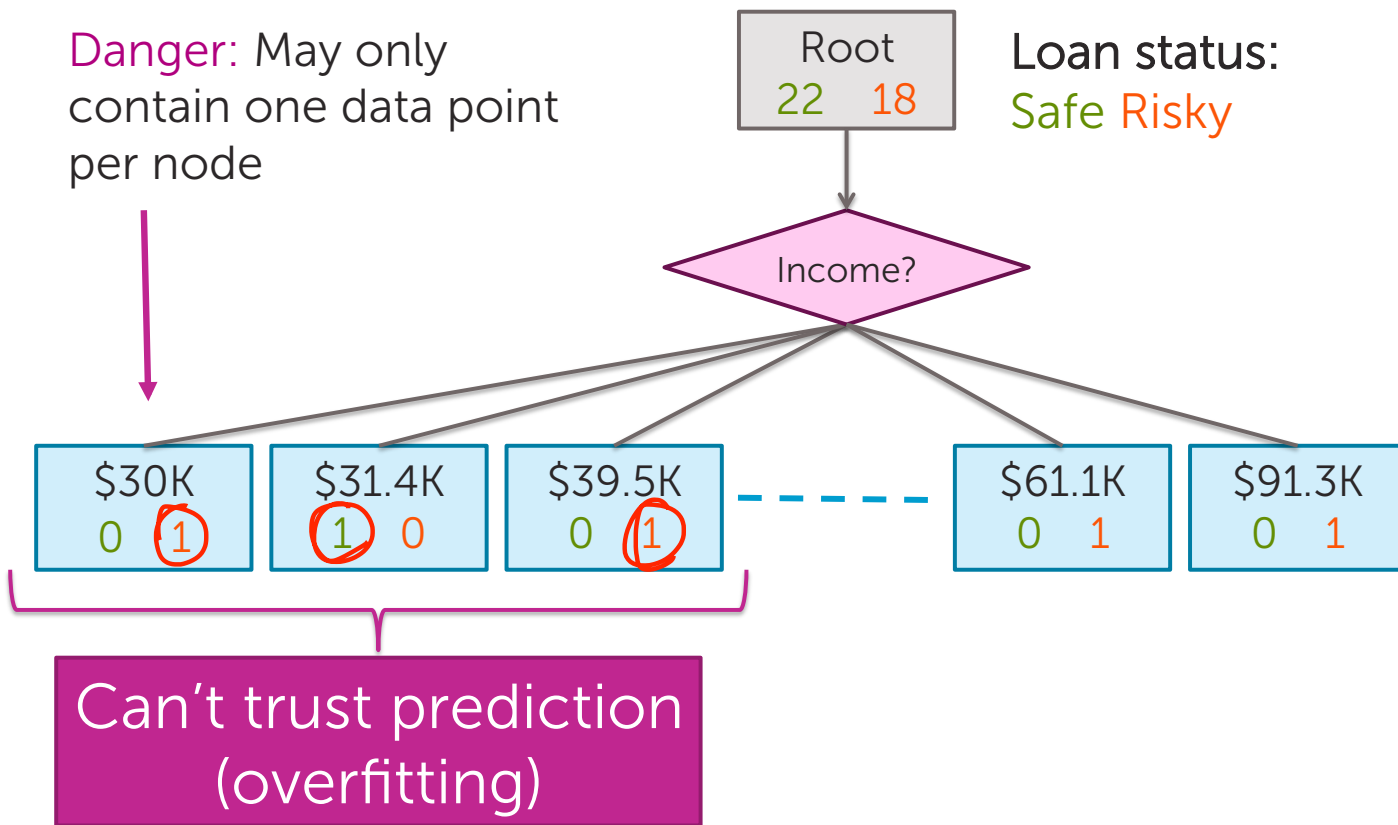 Danger: May only
contain one data point
per node
Root
22 18
Loan status:
Safe Risky
Income?
$30K
0 1
$31.4K
1 0
$39.5K
0 1
$61.1K
0 1
$91.3K
0 1
Can't trust prediction
(overfitting)